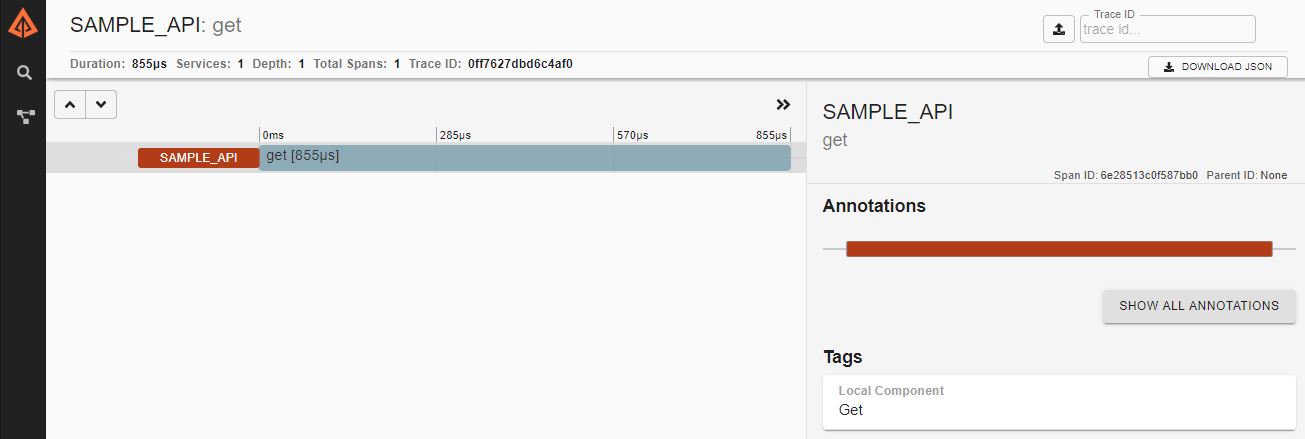 SAMPLE_API: get
Trace ID
trace id...
Duration: 855µs Services: 1 Depth: 1 Total Spans: 1 Trace ID: 0ff7627dbd6c4af0
DOWNLOAD JSON
0ms 285µs 570µs 855µs
SAMPLE_API get [855µs]
SAMPLE_API
get
Span ID: 6e28513c0f587bb0 Parent ID: None
Annotations
SHOW ALL ANNOTATIONS
Tags
Local Component
Get